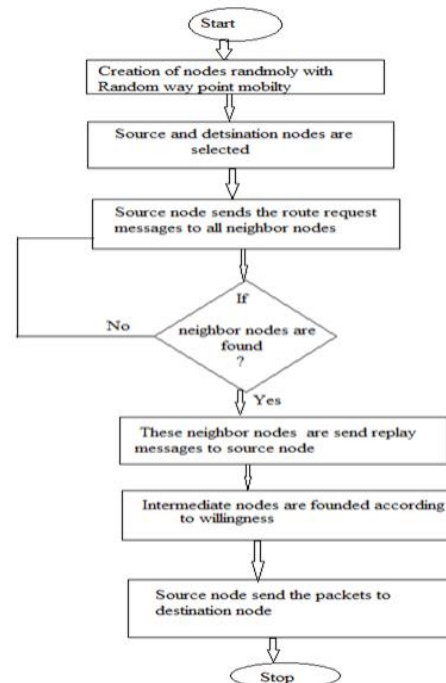 Start
Creation of nodes randmoly with
Random way point mobilty
Source and detsination nodes are
selected
Source node sends the route request
messages to all neighbor nodes
If
No
neighbor nodes are
found
?
Yes
These neighbor nodes are send replay
messages to source node
Intermediate nodes are founded according
to willingness
Source node send the packets to
destination node
Stop